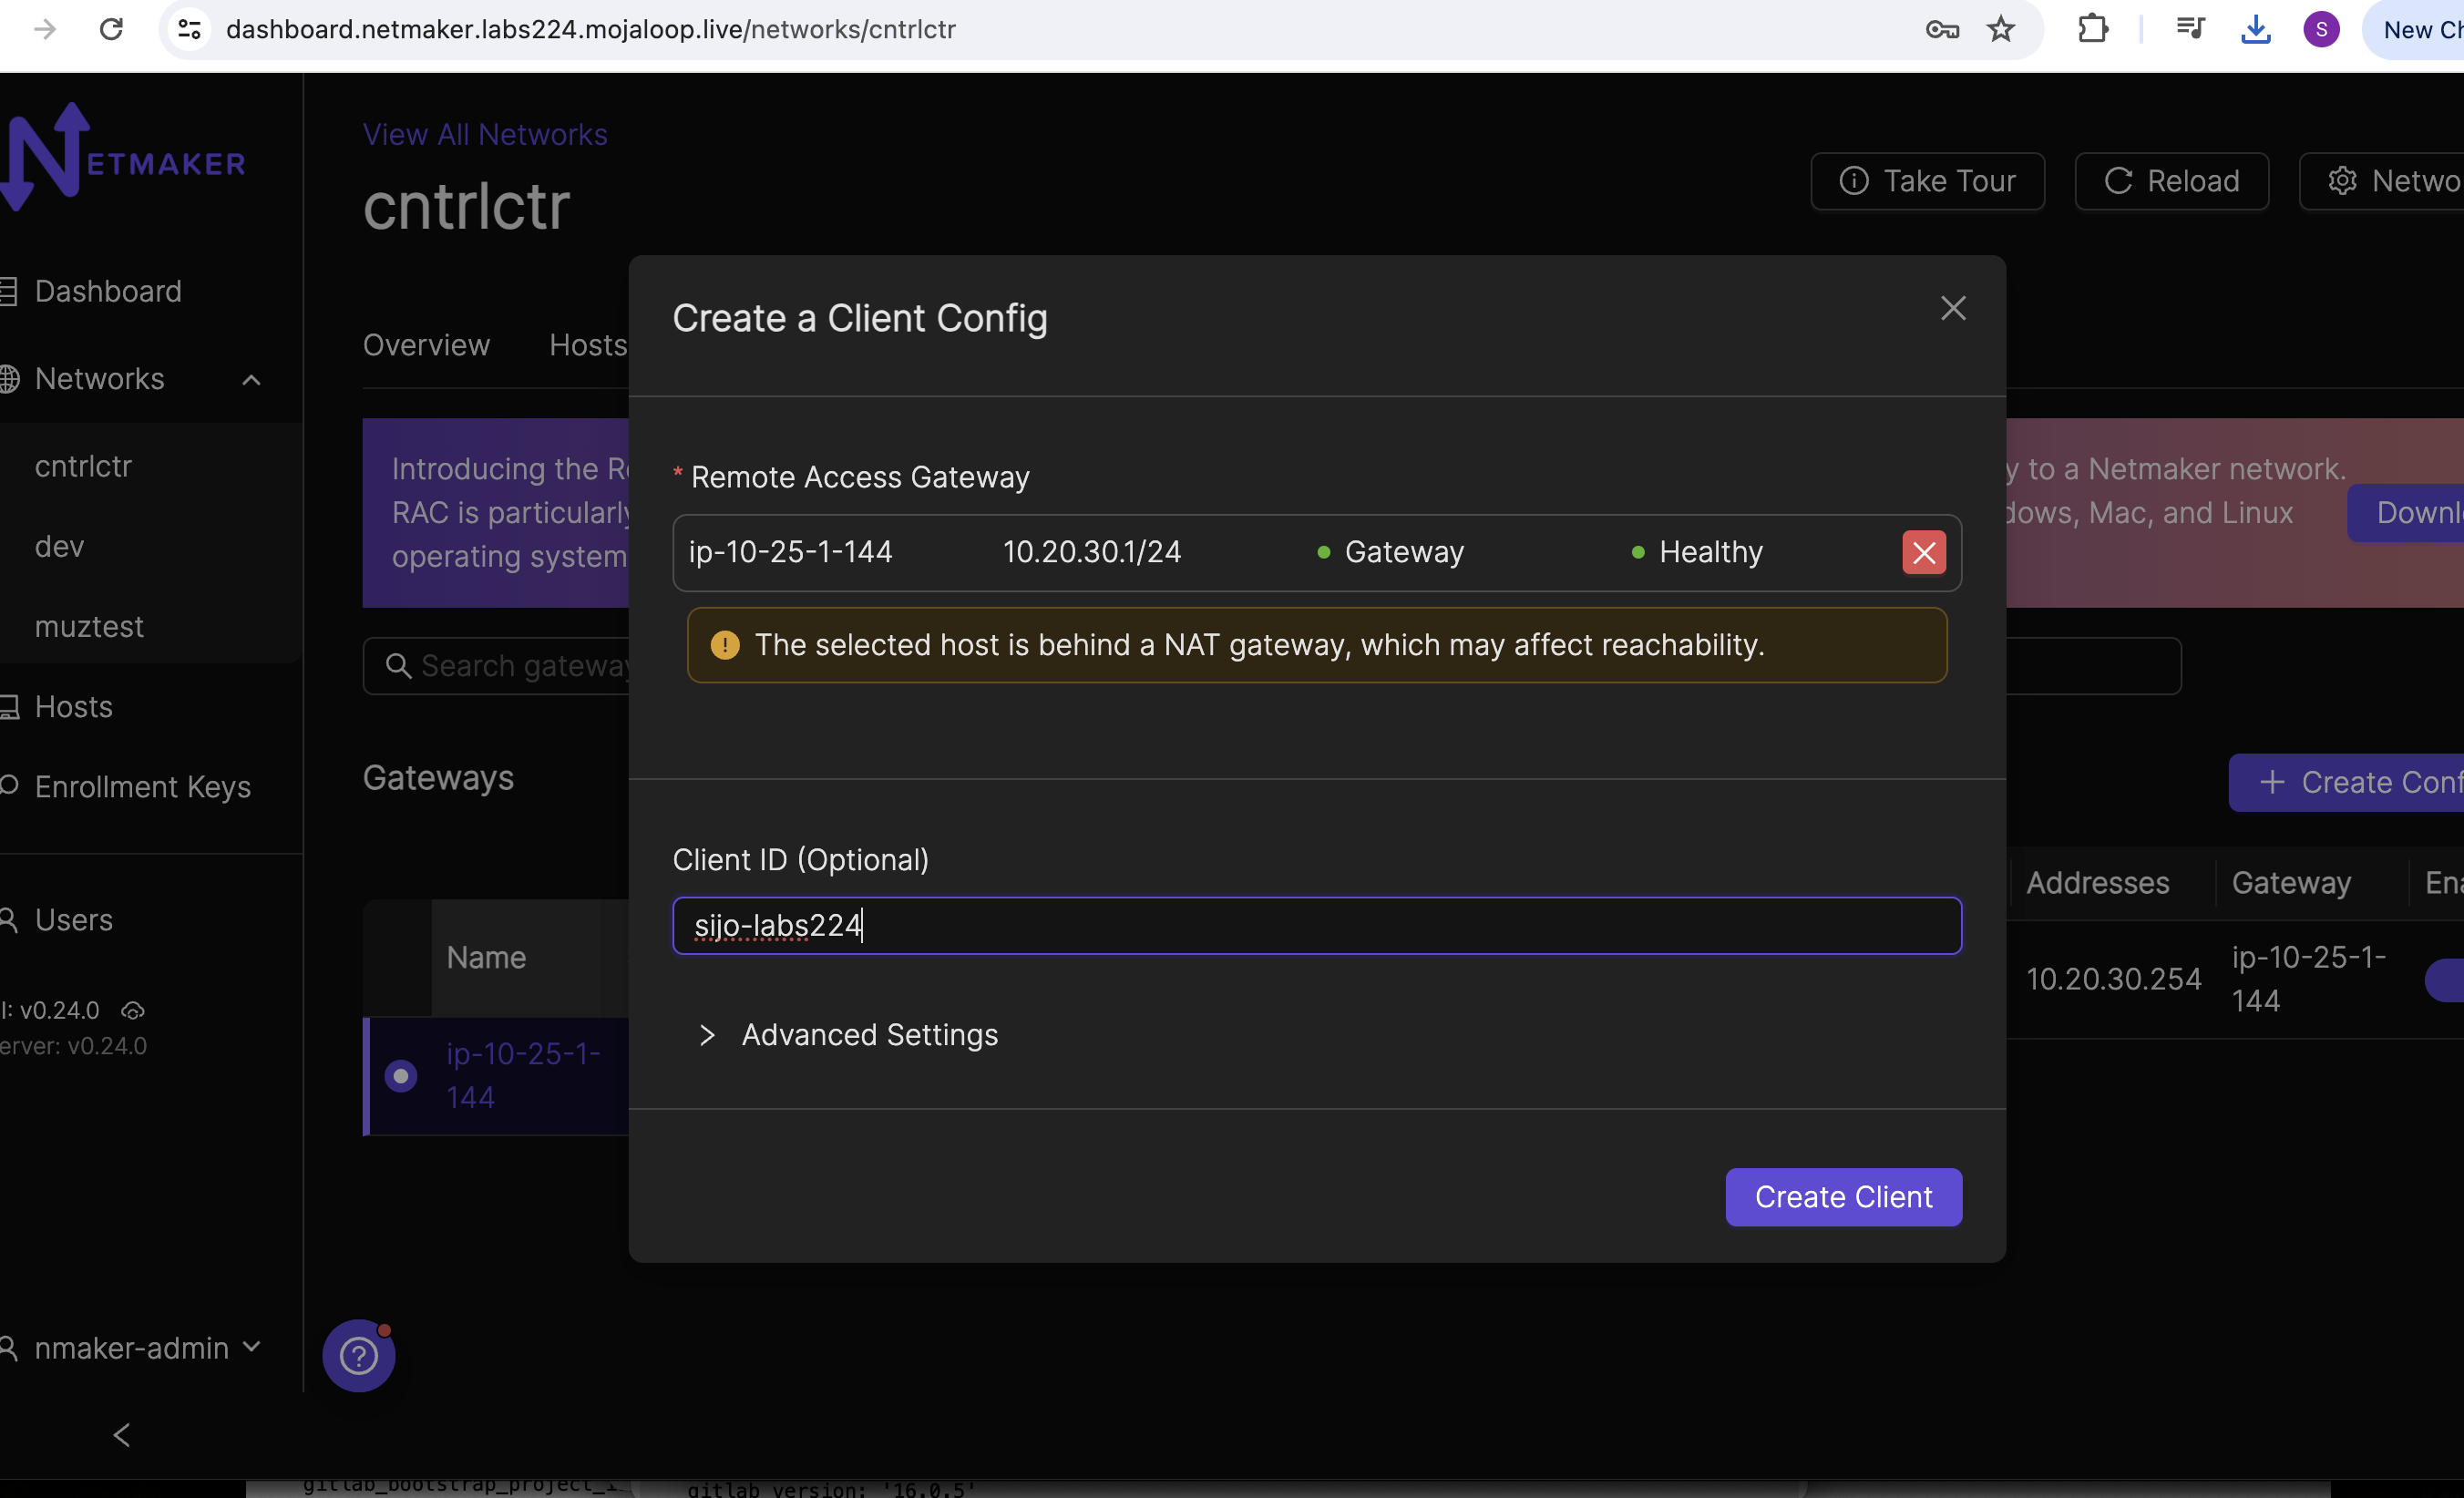 dashboard.netmaker.labs224.mojaloop.live/networks/cntrlctr
S
New Ch
NETMAKER
View All Networks
cntrlctr
Take Tour
Reload
Netwo
Dashboard
Networks
cntrlctr
dev
muztest
Hosts
Enrollment Keys
Users
I: v0.24.0
erver: v0.24.0
nmaker-admin
Overview
Hosts
Introducing the Re
RAC is particularly
operating system
y to a Netmaker network.
dows, Mac, and Linux
Downl
Search gateway
Gateways
Create Conf
Name
ip-10-25-1-
144
Addresses
Gateway
Ena
10.20.30.254
ip-10-25-1-
144
Create a Client Config
* Remote Access Gateway
ip-10-25-1-144
10.20.30.1/24
Gateway
Healthy
The selected host is behind a NAT gateway, which may affect reachability.
Client ID (Optional)
sijo-labs224
Advanced Settings
Create Client
gitlab_bootstrap_project_i
gitlab_version: '16.0.5'